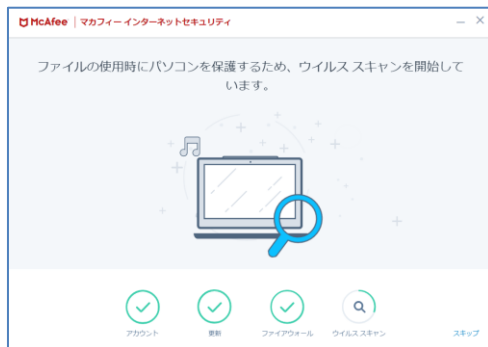 McAfee | マカフィー インターネットセキュリティ
ファイルの使用時にパソコンを保護するため、ウイルス スキャンを開始して
います。
アカウント 更新 ファイアウォール ウイルス スキャン スキップ